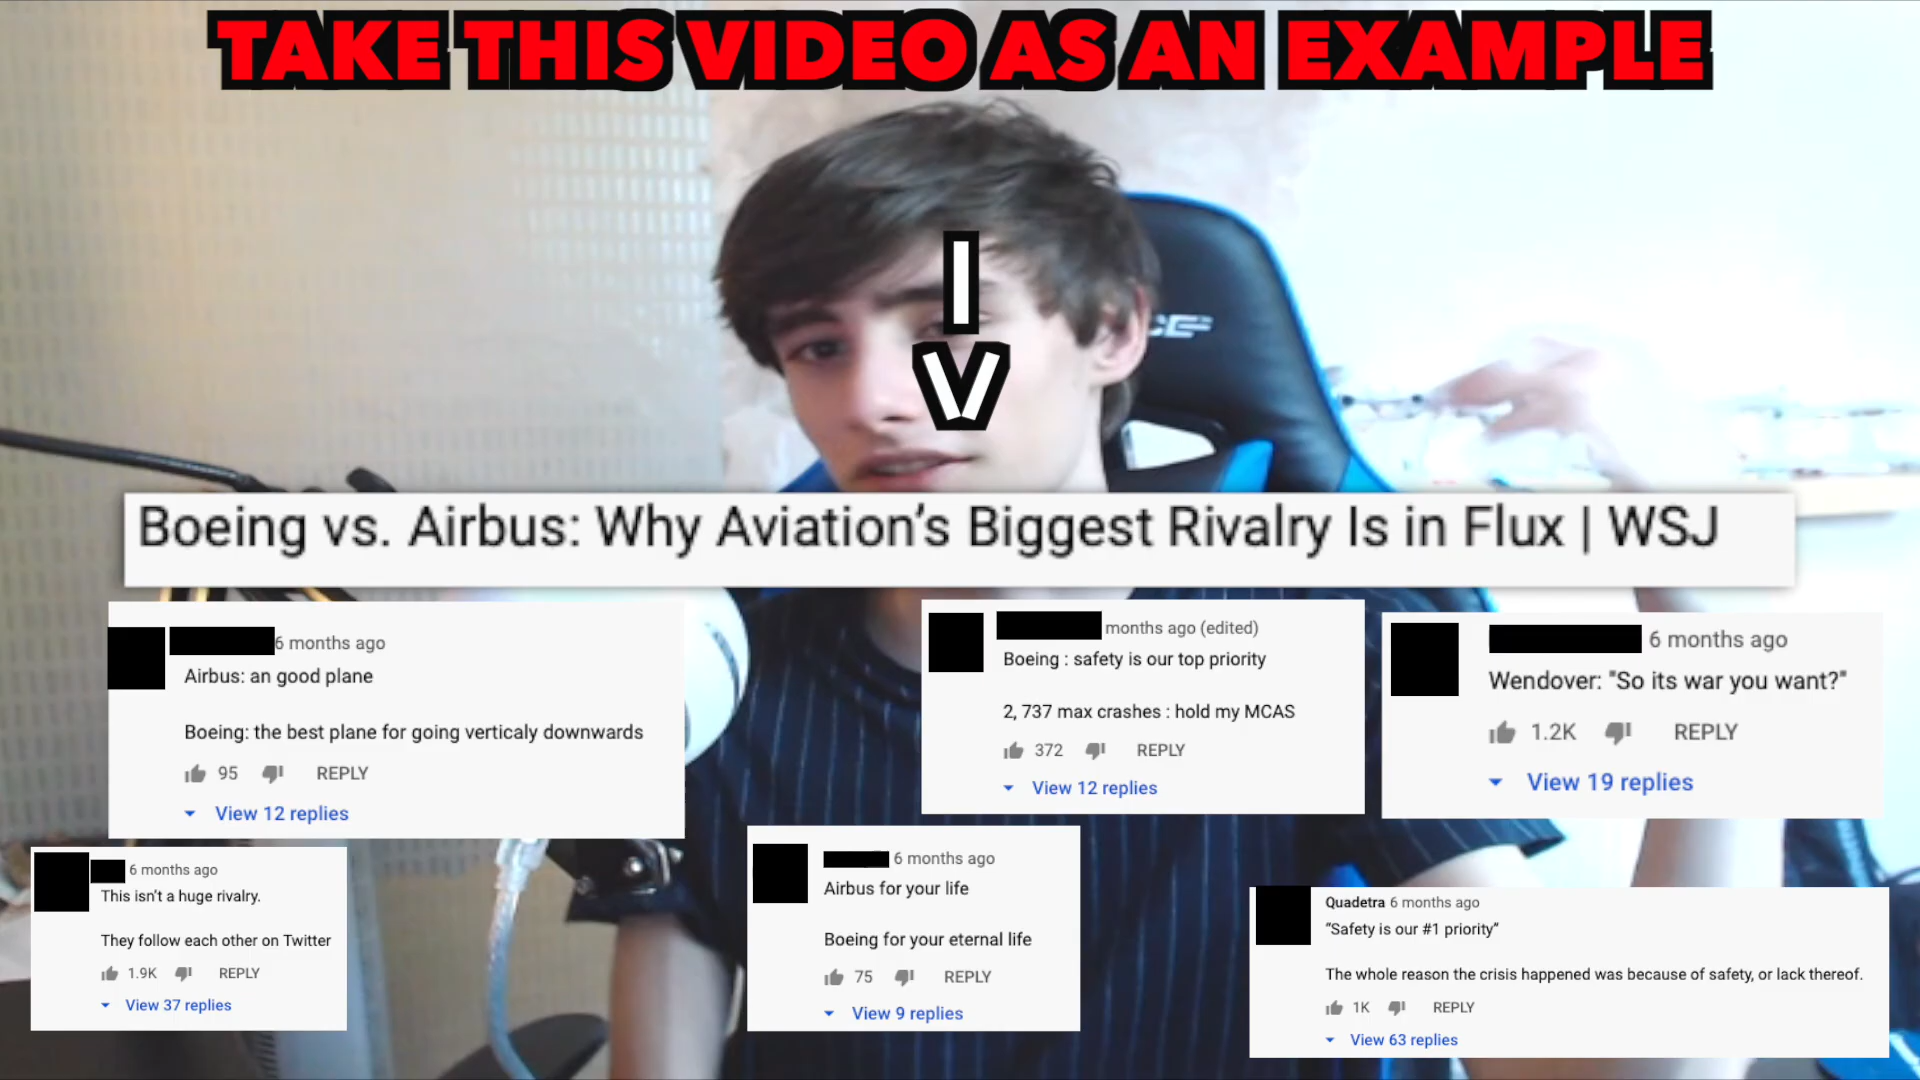 TAKE THIS VIDEO AS AN EXAMPLE
I
V
Boeing vs. Airbus: Why Aviation's Biggest Rivalry Is in Flux | WSJ
6 months ago
Airbus: an good plane
Boeing: the best plane for going verticaly downwards
95 REPLY
View 12 replies
months ago (edited)
Boeing : safety is our top priority
2, 737 max crashes : hold my MCAS
372 REPLY
View 12 replies
6 months ago
Wendover: "So its war you want?"
1.2K REPLY
View 19 replies
6 months ago
This isn't a huge rivalry.
They follow each other on Twitter
1.9K REPLY
View 37 replies
6 months ago
Airbus for your life
Boeing for your eternal life
75 REPLY
View 9 replies
Quadetra 6 months ago
“Safety is our #1 priority”
The whole reason the crisis happened was because of safety, or lack thereof.
1K REPLY
View 63 replies